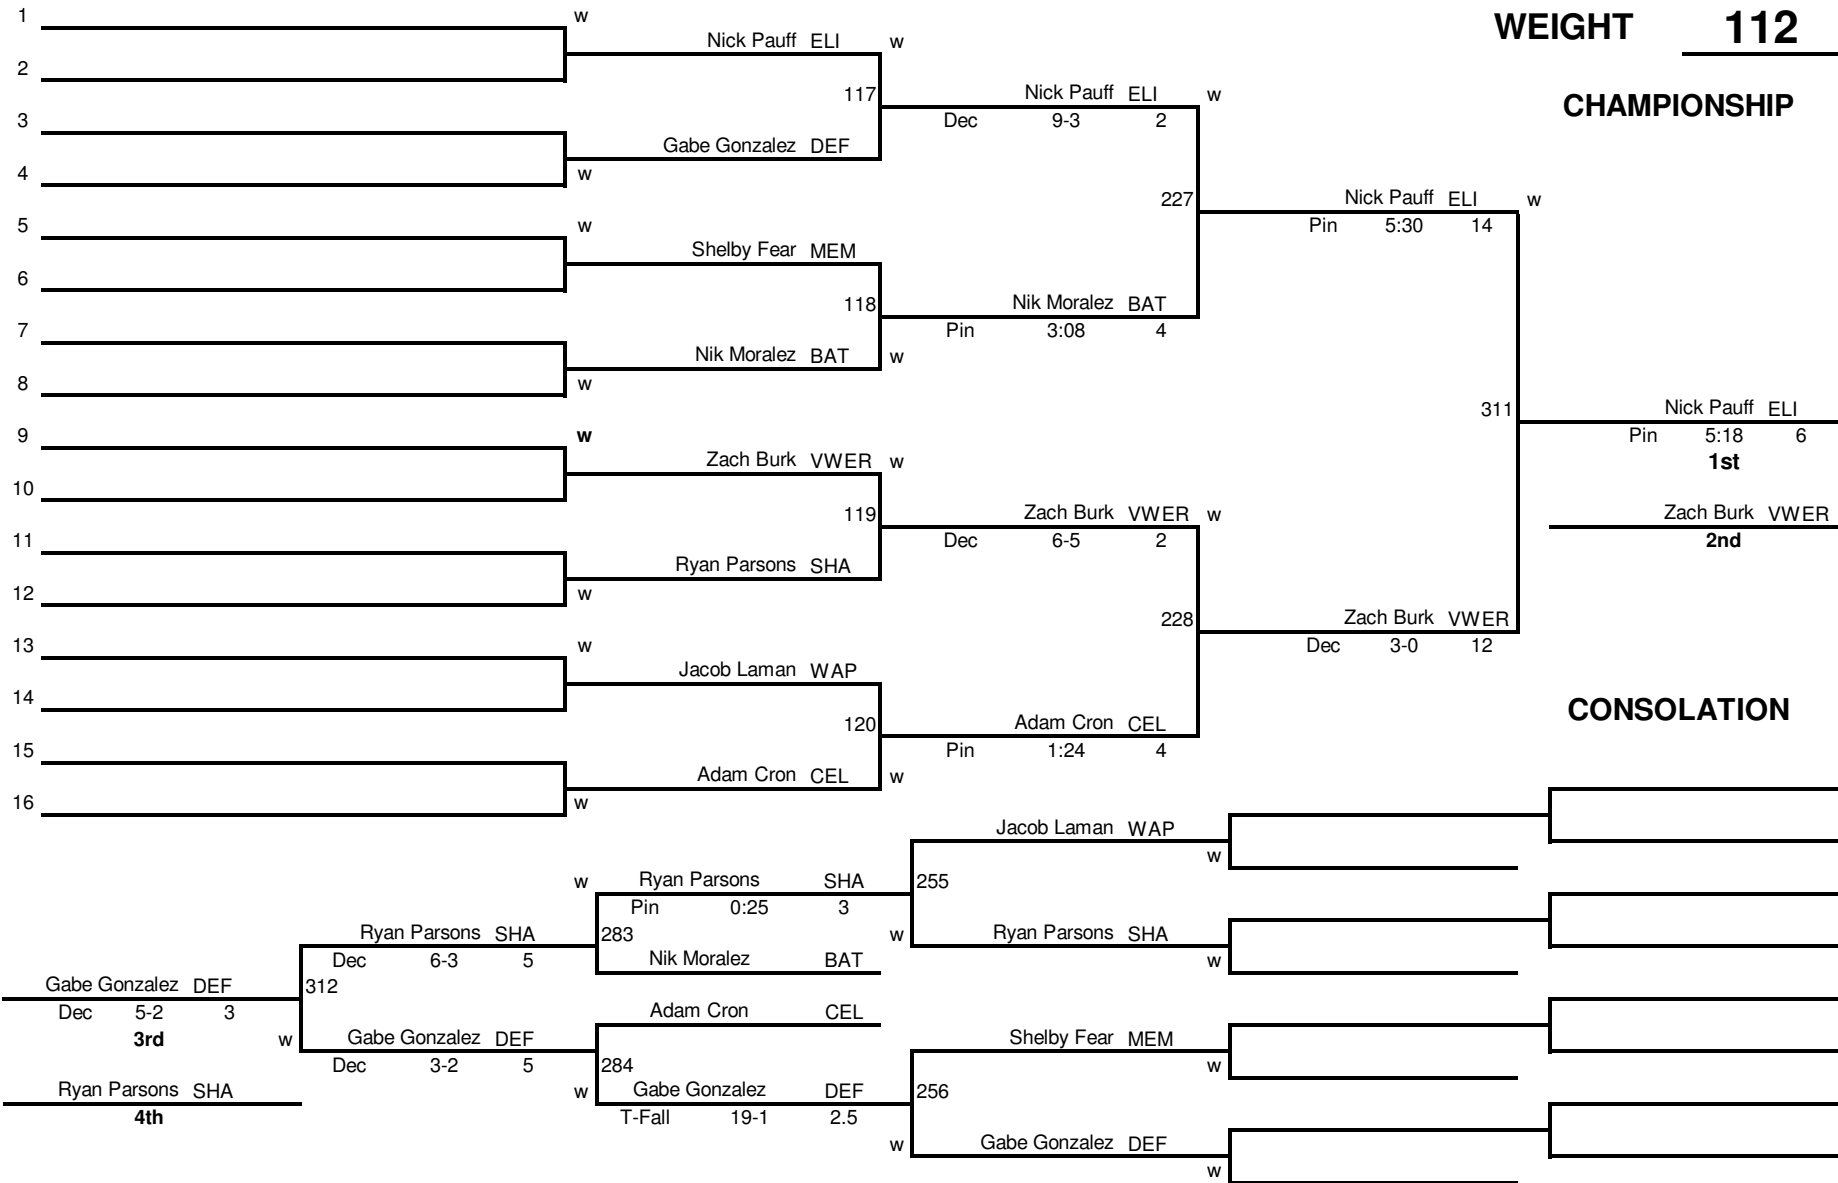 1 w WEIGHT 112
Nick Pauff ELI w
2
117 Nick Pauff ELI w CHAMPIONSHIP
3 Dec 9-3 2
Gabe Gonzalez DEF
4 w
227 Nick Pauff ELI w
5 w Pin 5:30 14
Shelby Fear MEM
6
118 Nik Moralez BAT
7 Pin 3:08 4
Nik Moralez BAT w
8 w
311 Nick Pauff ELI
9 w Pin 5:18 6
Zach Burk VWER w 1st
10
119 Zach Burk VWER w Zach Burk VWER
11 Dec 6-5 2 2nd
Ryan Parsons SHA
12 w
228 Zach Burk VWER
13 w Dec 3-0 12
Jacob Laman WAP
14
CONSOLATION
120 Adam Cron CEL
15 Pin 1:24 4
Adam Cron CEL w
16 w
Jacob Laman WAP
w
w Ryan Parsons SHA 255
Pin 0:25 3
Ryan Parsons SHA 283 w Ryan Parsons SHA
Dec 6-3 5 Nik Moralez BAT w
Gabe Gonzalez DEF 312
Dec 5-2 3 Adam Cron CEL
3rd w Gabe Gonzalez DEF Shelby Fear MEM
Dec 3-2 5 284 w
Ryan Parsons SHA w Gabe Gonzalez DEF 256
4th T-Fall 19-1 2.5
w Gabe Gonzalez DEF
w